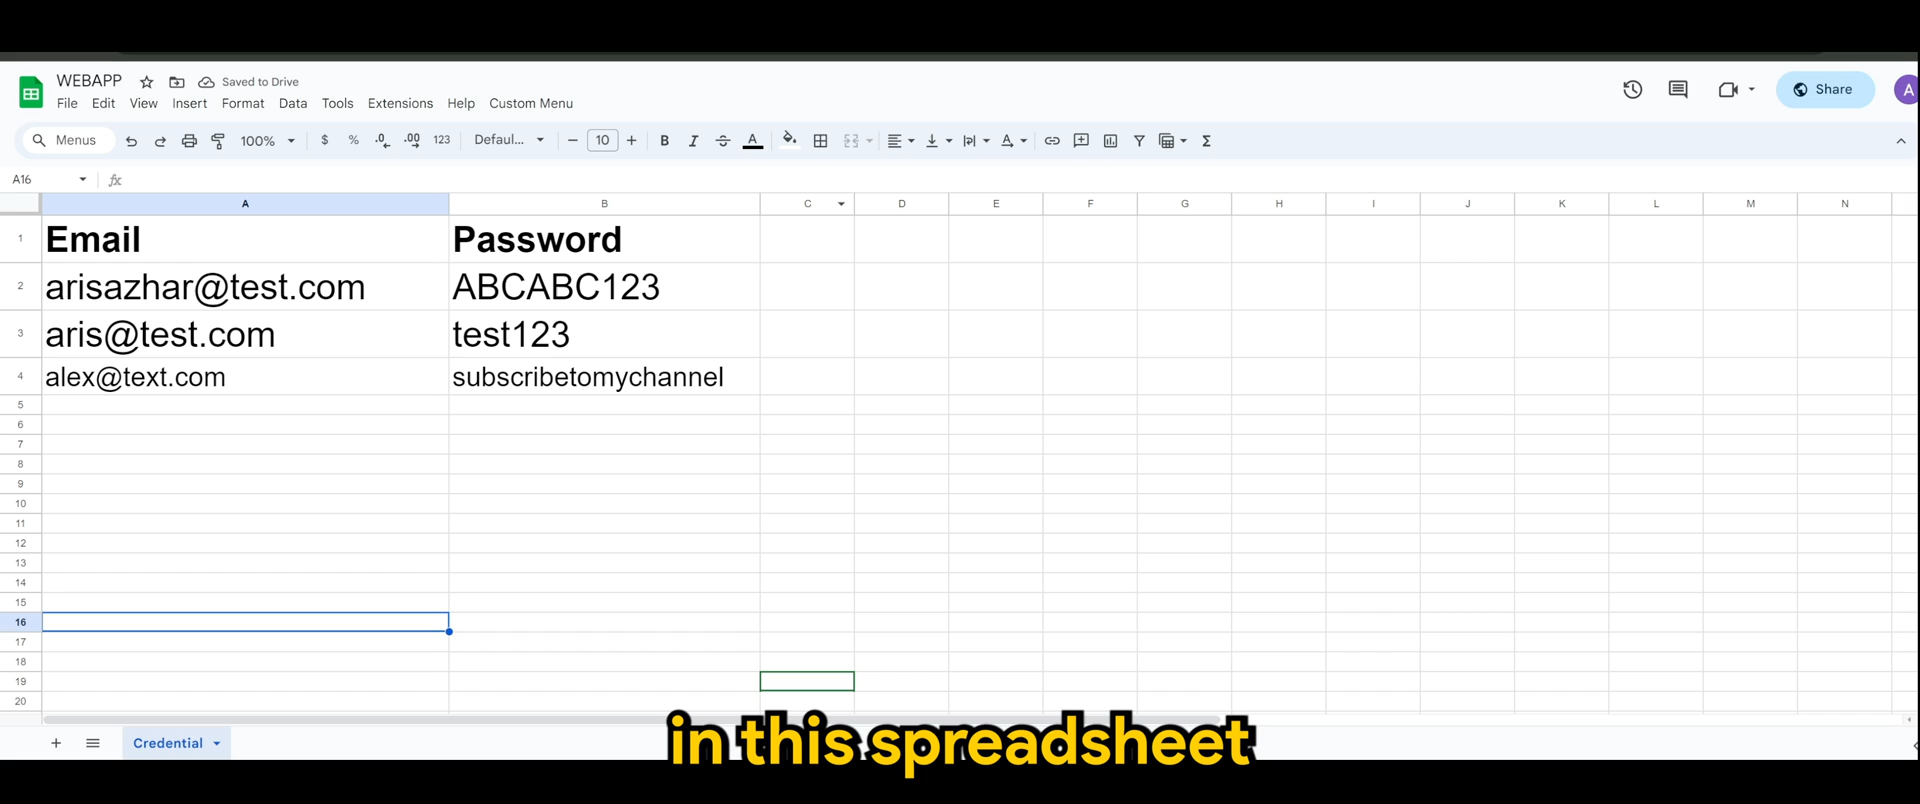 WEBAPP Saved to Drive
File Edit View Insert Format Data Tools Extensions Help Custom Menu
Share
A
Menus 100% $ % .0 .00 123 Defaul... − 10 + B I S A Σ
A16 fx
A B C D E F G H I J K L M N
1 Email Password
2 arisazhar@test.com ABCABC123
3 aris@test.com test123
4 alex@text.com subscribetomychannel
5
6
7
8
9
10
11
12
13
14
15
16
17
18
19
20
+ Credential
in this spreadsheet